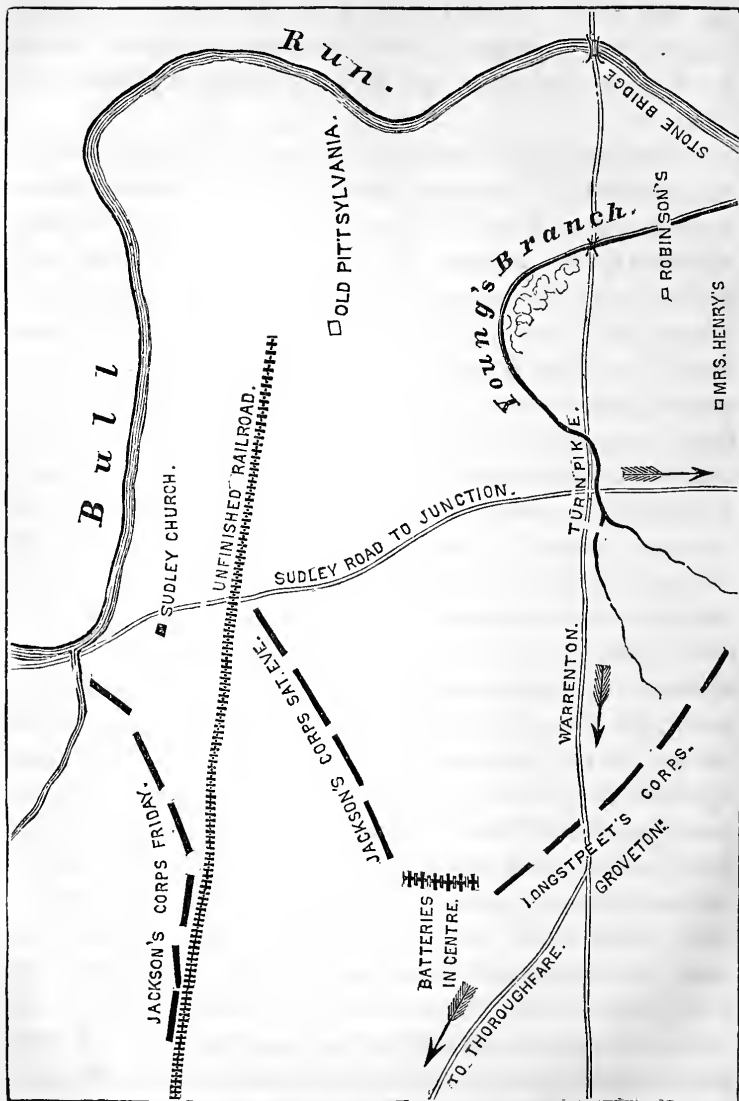 Bull Run.
OLD PITTSYLVANIA.
STONE BRIDGE
Young's Branch.
ROBINSON'S
MRS. HENRY'S
SUDLEY CHURCH.
UNFINISHED RAILROAD.
SUDLEY ROAD TO JUNCTION.
WARRENTON. TURINPIKE.
JACKSON'S CORPS FRIDAY.
JACKSON'S CORPS SAT. EVE.
BATTERIES
IN CENTRE.
LONGSTREET'S CORPS.
GROVETON.
TO THOROUGHFARE.